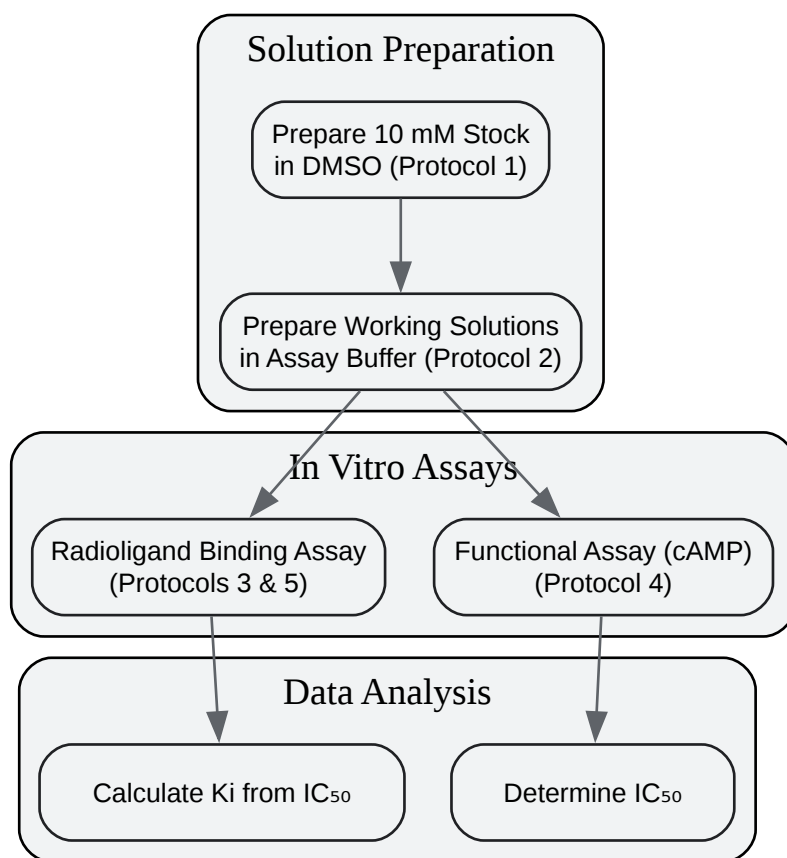 Solution Preparation
Prepare 10 mM Stock
in DMSO (Protocol 1)
Prepare Working Solutions
in Assay Buffer (Protocol 2)
In Vitro Assays
Radioligand Binding Assay
(Protocols 3 & 5)
Functional Assay (cAMP)
(Protocol 4)
Data Analysis
Calculate Ki from IC₅₀
Determine IC₅₀